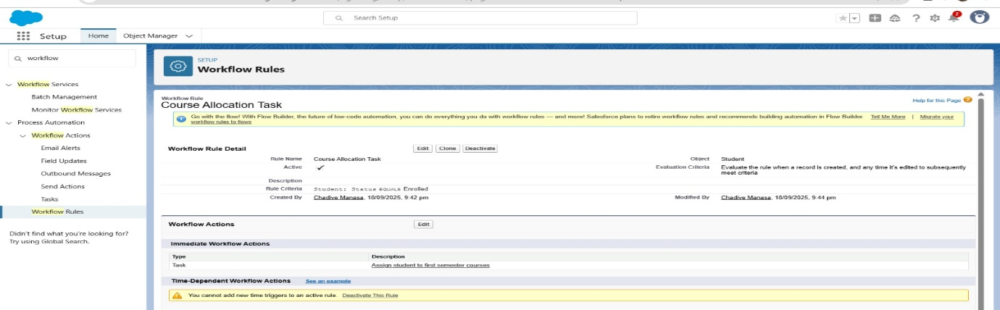 Search Setup
2
Setup
Home
Object Manager
workflow
Workflow Services
Batch Management
Monitor Workflow Services
Process Automation
Workflow Actions
Email Alerts
Field Updates
Outbound Messages
Send Actions
Tasks
Workflow Rules
Didn't find what you're looking for?
Try using Global Search.
SETUP
Workflow Rules
Workflow Rule
Course Allocation Task
Help for this Page
Go with the flow! With Flow Builder, the future of low-code automation, you can do everything you do with workflow rules — and more! Salesforce plans to retire workflow rules and recommends building automation in Flow Builder Tell Me More | Migrate your
workflow rules to flows
Workflow Rule Detail Edit Clone Deactivate
Rule Name Course Allocation Task Object Student
Active ✓ Evaluation Criteria Evaluate the rule when a record is created, and any time it's edited to subsequently
meet criteria
Description
Rule Criteria Student: Status EQUALS Enrolled
Created By Chadive Manasa, 18/09/2025, 9:42 pm Modified By Chadive Manasa, 18/09/2025, 9:44 pm
Workflow Actions Edit
Immediate Workflow Actions
Type Description
Task Assign student to first semester courses
Time-Dependent Workflow Actions See an example
You cannot add new time triggers to an active rule. Deactivate This Rule